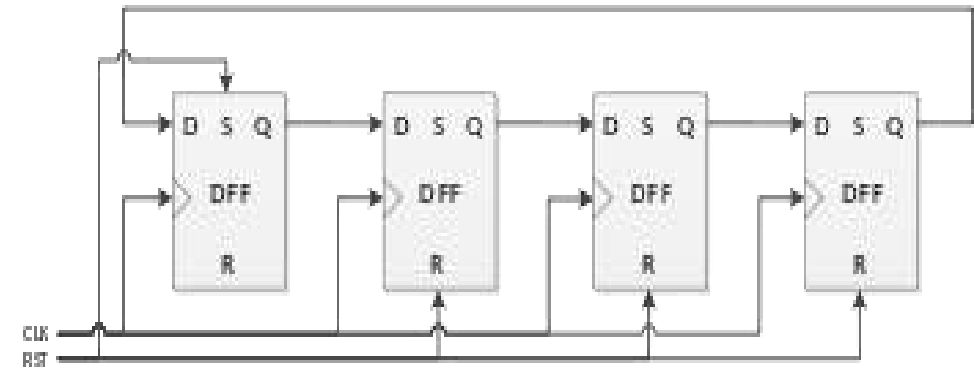 D S Q D S Q D S Q D S Q
DFF DFF DFF DFF
R R R R
CLK
RST